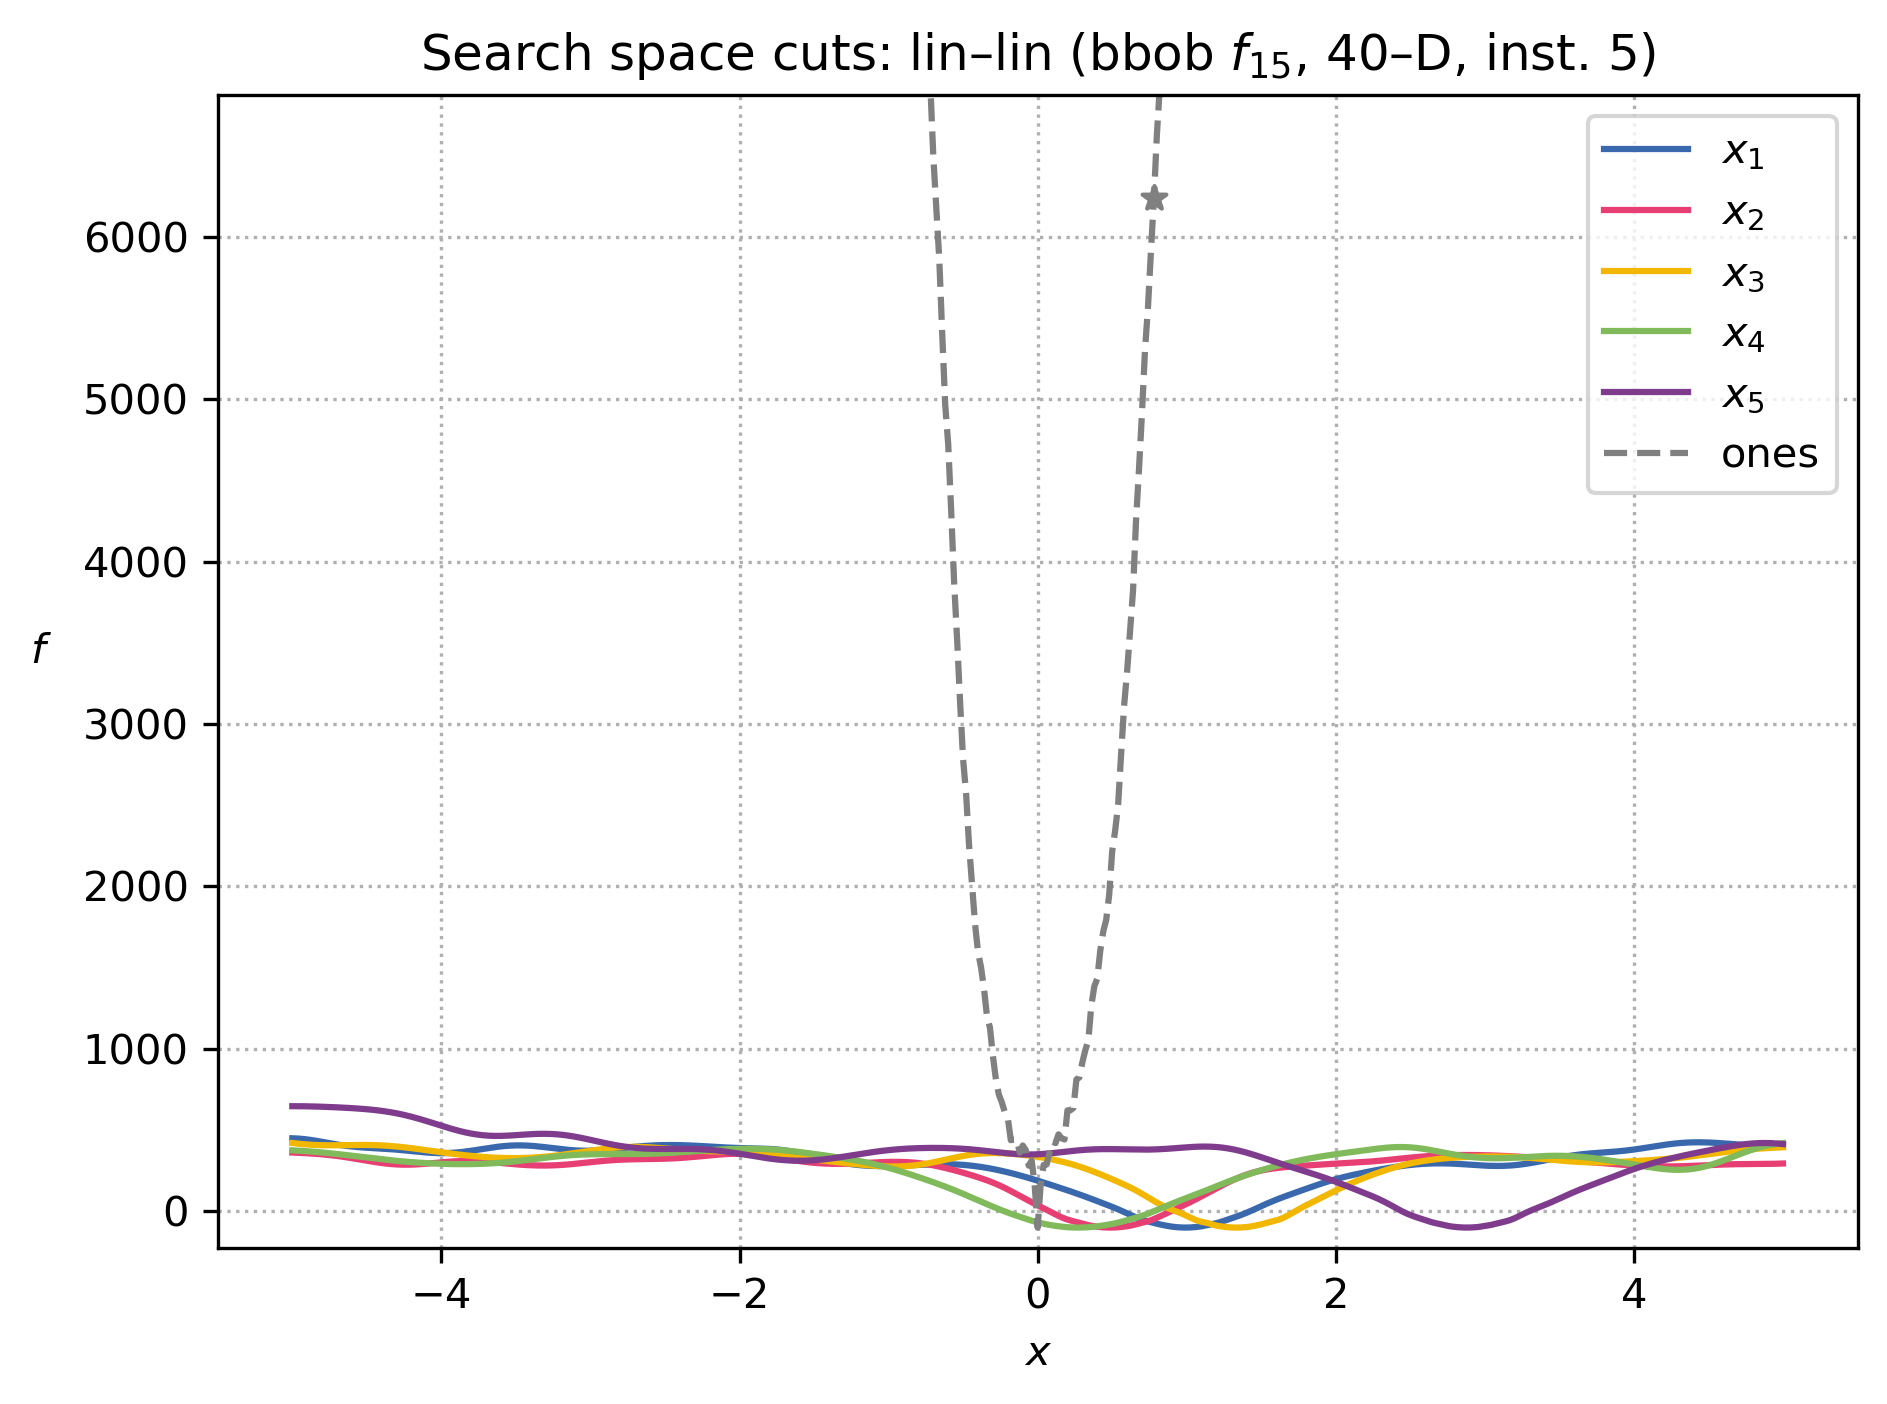 Search space cuts: lin–lin (bbob f₁₅, 40–D, inst. 5)
x₁
x₂
x₃
x₄
x₅
ones
6000
5000
4000
3000
2000
1000
0
f
−4
−2
0
2
4
x